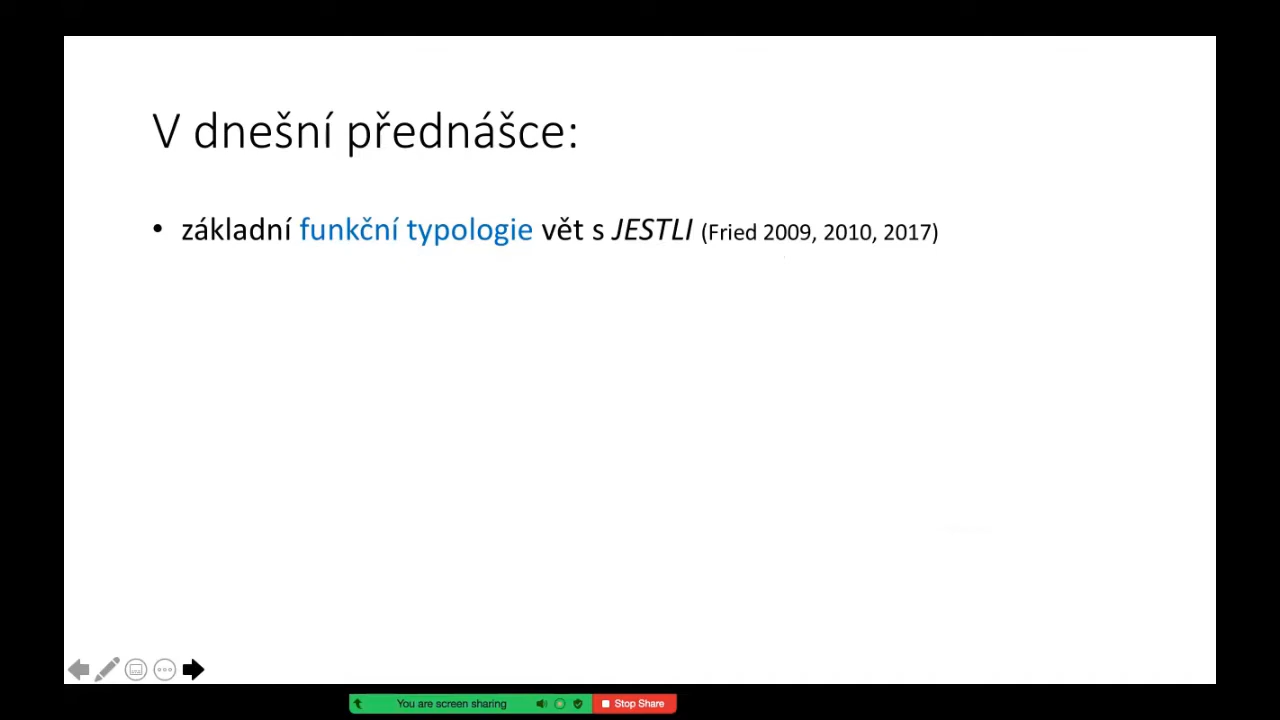 V dnešní přednášce:
• základní funkční typologie vět s JESTLI (Fried 2009, 2010, 2017)
You are screen sharing
Stop Share